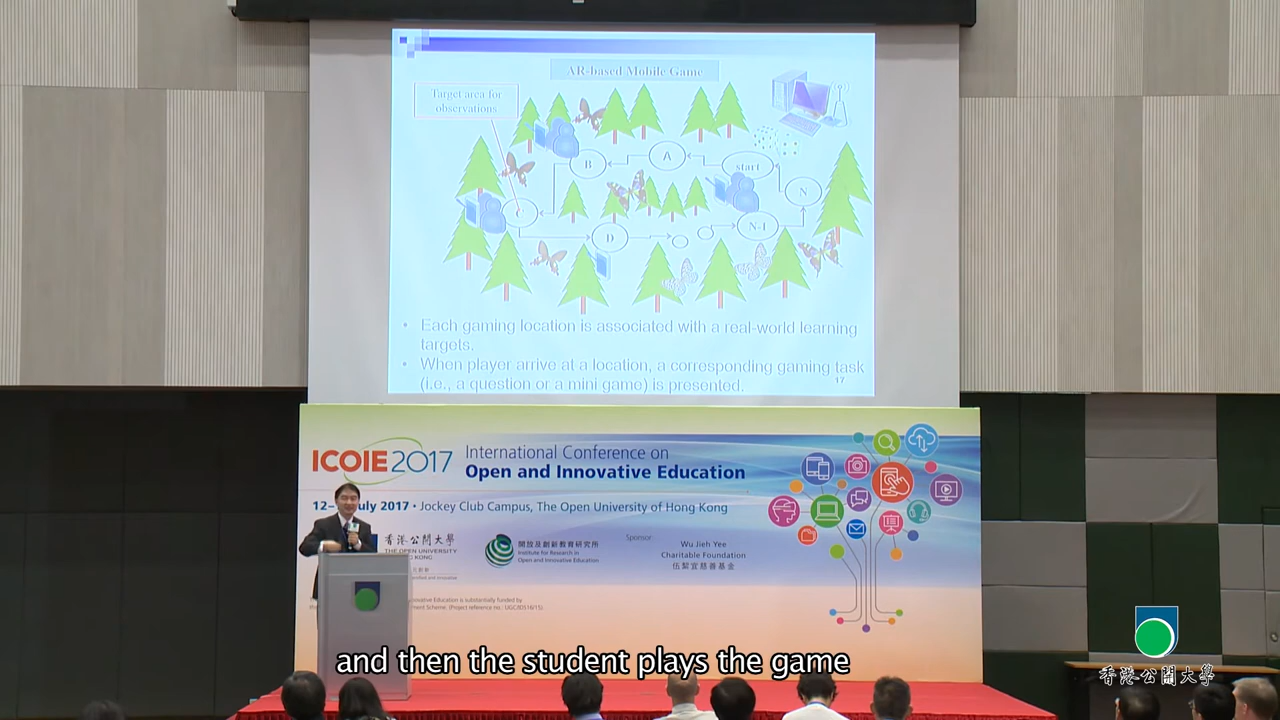 AR-based Mobile Game
Target area for
observations
B
A
start
N
D
N-1
• Each gaming location is associated with a real-world learning
targets.
• When player arrive at a location, a corresponding gaming task
(i.e., a question or a mini game) is presented.
17
ICOIE2017
International Conference on
Open and Innovative Education
July 2017 • Jockey Club Campus, The Open University of Hong Kong
香港公開大學
THE OPEN UNIVERSITY
開放及創新教育研究所
Institute for Research in
Open and Innovative Education
Sponsor:
Wu Jieh Yee
Charitable Foundation
伍絜宜慈善基金
and then the student plays the game
香港公開大學